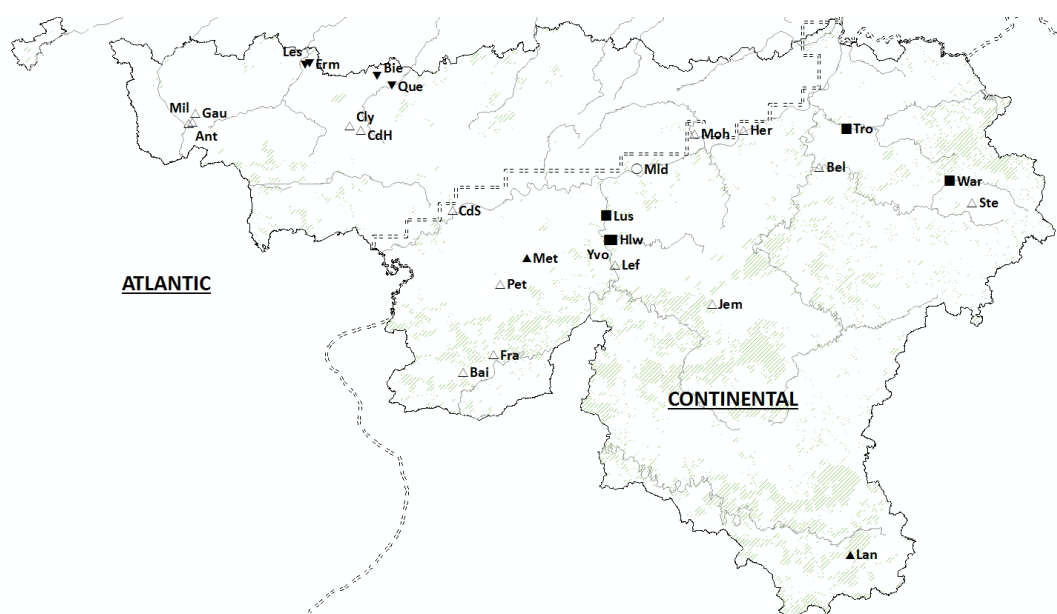 Les
Erm
Bie
Que
Mil
Gau
Ant
Cly
CdH
Moh
Her
Tro
Mld
Bel
War
Ste
CdS
Lus
Hlw
Yvo
Met
Lef
ATLANTIC
Pet
Jem
Fra
Bai
CONTINENTAL
Lan